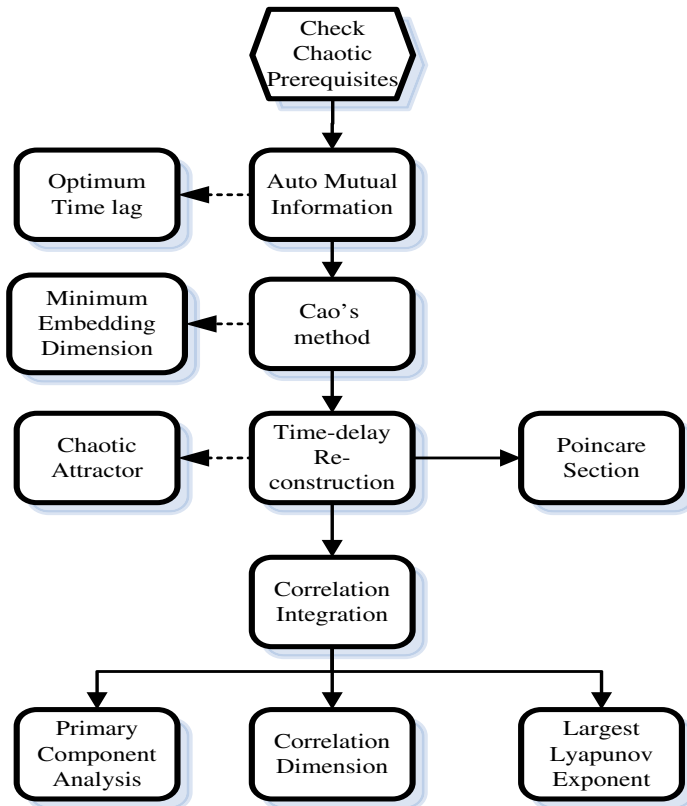 Check
Chaotic
Prerequisites
Optimum
Time lag
Auto Mutual
Information
Minimum
Embedding
Dimension
Cao's
method
Chaotic
Attractor
Time-delay
Re-
construction
Poincare
Section
Correlation
Integration
Primary
Component
Analysis
Correlation
Dimension
Largest
Lyapunov
Exponent